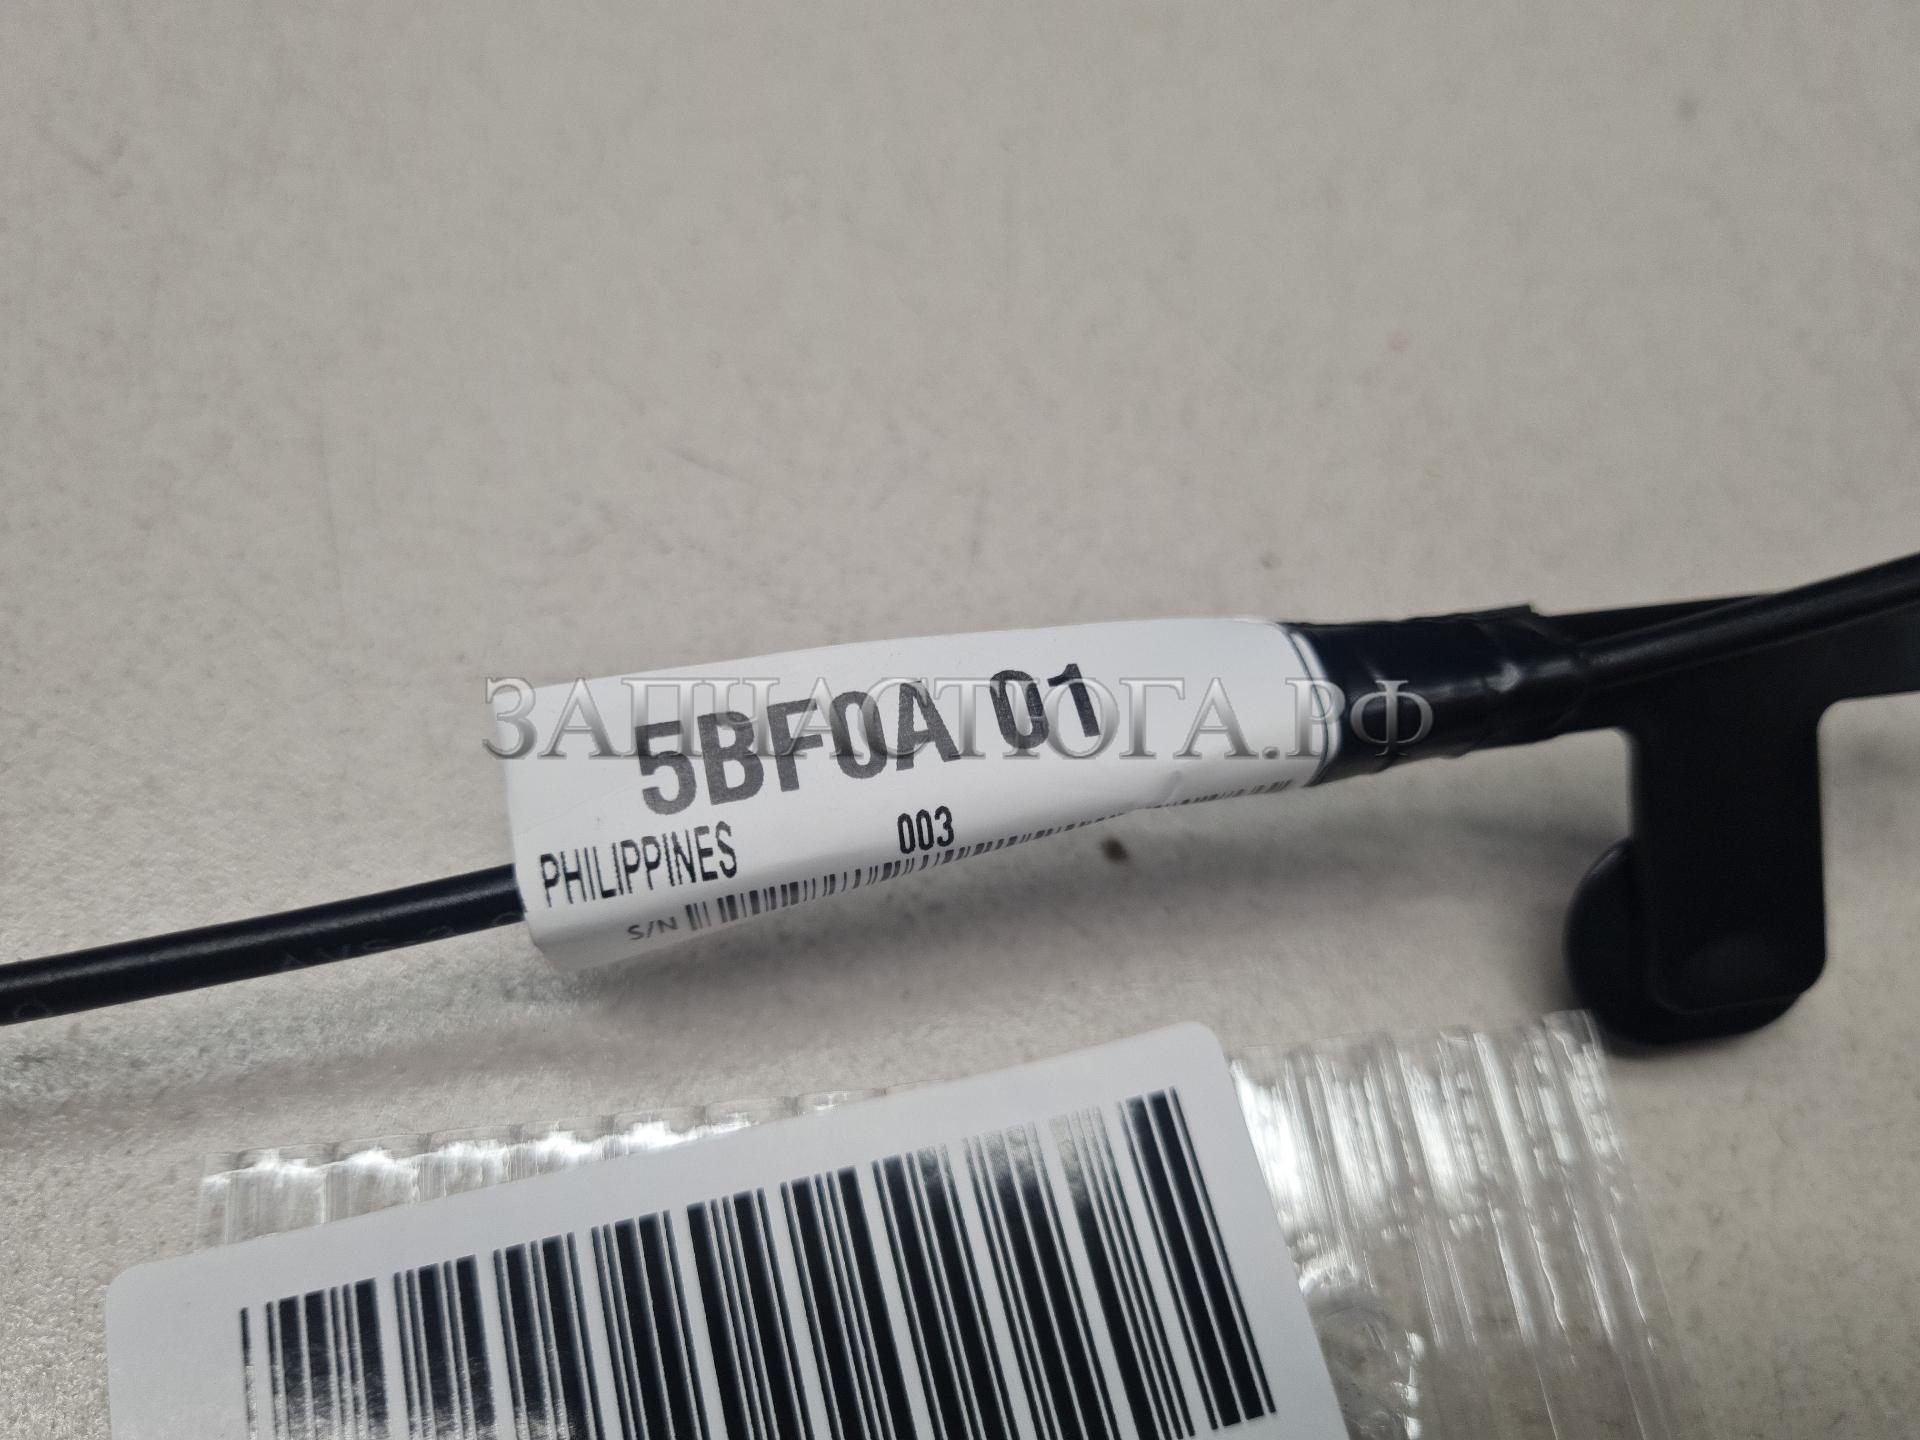 5BF0A 01
ЗАПЧАСТЮГА.РФ
PHILIPPINES 003
S/N